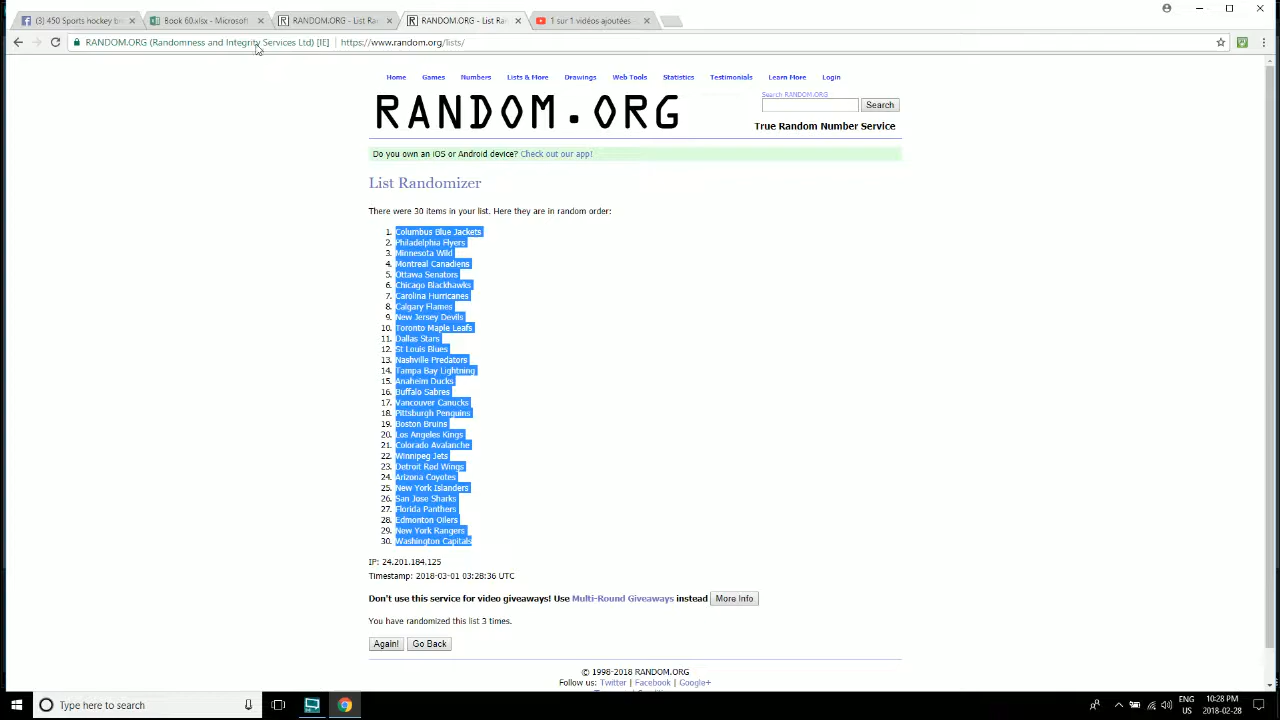 (3) 450 Sports hockey br
Book 60.xlsx - Microsoft
RANDOM.ORG - List Ran
RANDOM.ORG - List Ran
1 sur 1 vidéos ajoutées
RANDOM.ORG (Randomness and Integrity Services Ltd) [IE] https://www.random.org/lists/
Home Games Numbers Lists & More Drawings Web Tools Statistics Testimonials Learn More Login
Search RANDOM.ORG
RANDOM.ORG
Search
True Random Number Service
Do you own an iOS or Android device? Check out our app!
List Randomizer
There were 30 items in your list. Here they are in random order:
1. Columbus Blue Jackets
2. Philadelphia Flyers
3. Minnesota Wild
4. Montreal Canadiens
5. Ottawa Senators
6. Chicago Blackhawks
7. Carolina Hurricanes
8. Calgary Flames
9. New Jersey Devils
10. Toronto Maple Leafs
11. Dallas Stars
12. St Louis Blues
13. Nashville Predators
14. Tampa Bay Lightning
15. Anaheim Ducks
16. Buffalo Sabres
17. Vancouver Canucks
18. Pittsburgh Penguins
19. Boston Bruins
20. Los Angeles Kings
21. Colorado Avalanche
22. Winnipeg Jets
23. Detroit Red Wings
24. Arizona Coyotes
25. New York Islanders
26. San Jose Sharks
27. Florida Panthers
28. Edmonton Oilers
29. New York Rangers
30. Washington Capitals
IP: 24.201.184.125
Timestamp: 2018-03-01 03:28:36 UTC
Don't use this service for video giveaways! Use Multi-Round Giveaways instead More Info
You have randomized this list 3 times.
Again! Go Back
© 1998-2018 RANDOM.ORG
Follow us: Twitter | Facebook | Google+
Type here to search
ENG
US
10:28 PM
2018-02-28